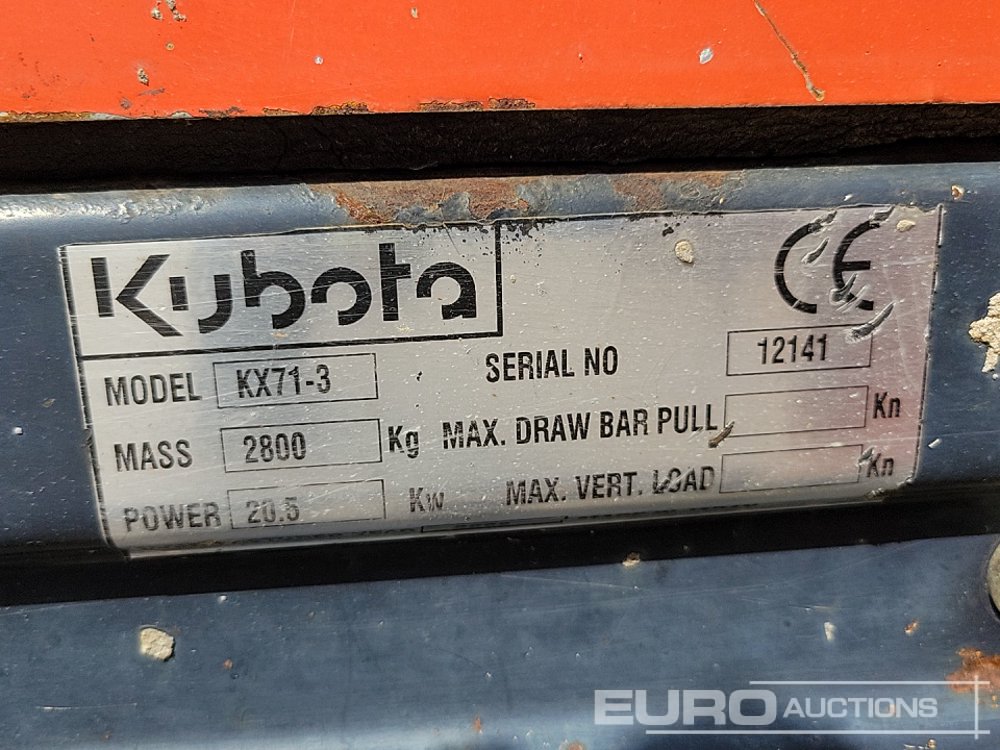 Kubota CE
MODEL KX71-3 SERIAL NO 12141
MASS 2800 Kg MAX. DRAW BAR PULL Kn
POWER 20.5 Kw MAX. VERT. LOAD Kn
EURO AUCTIONS